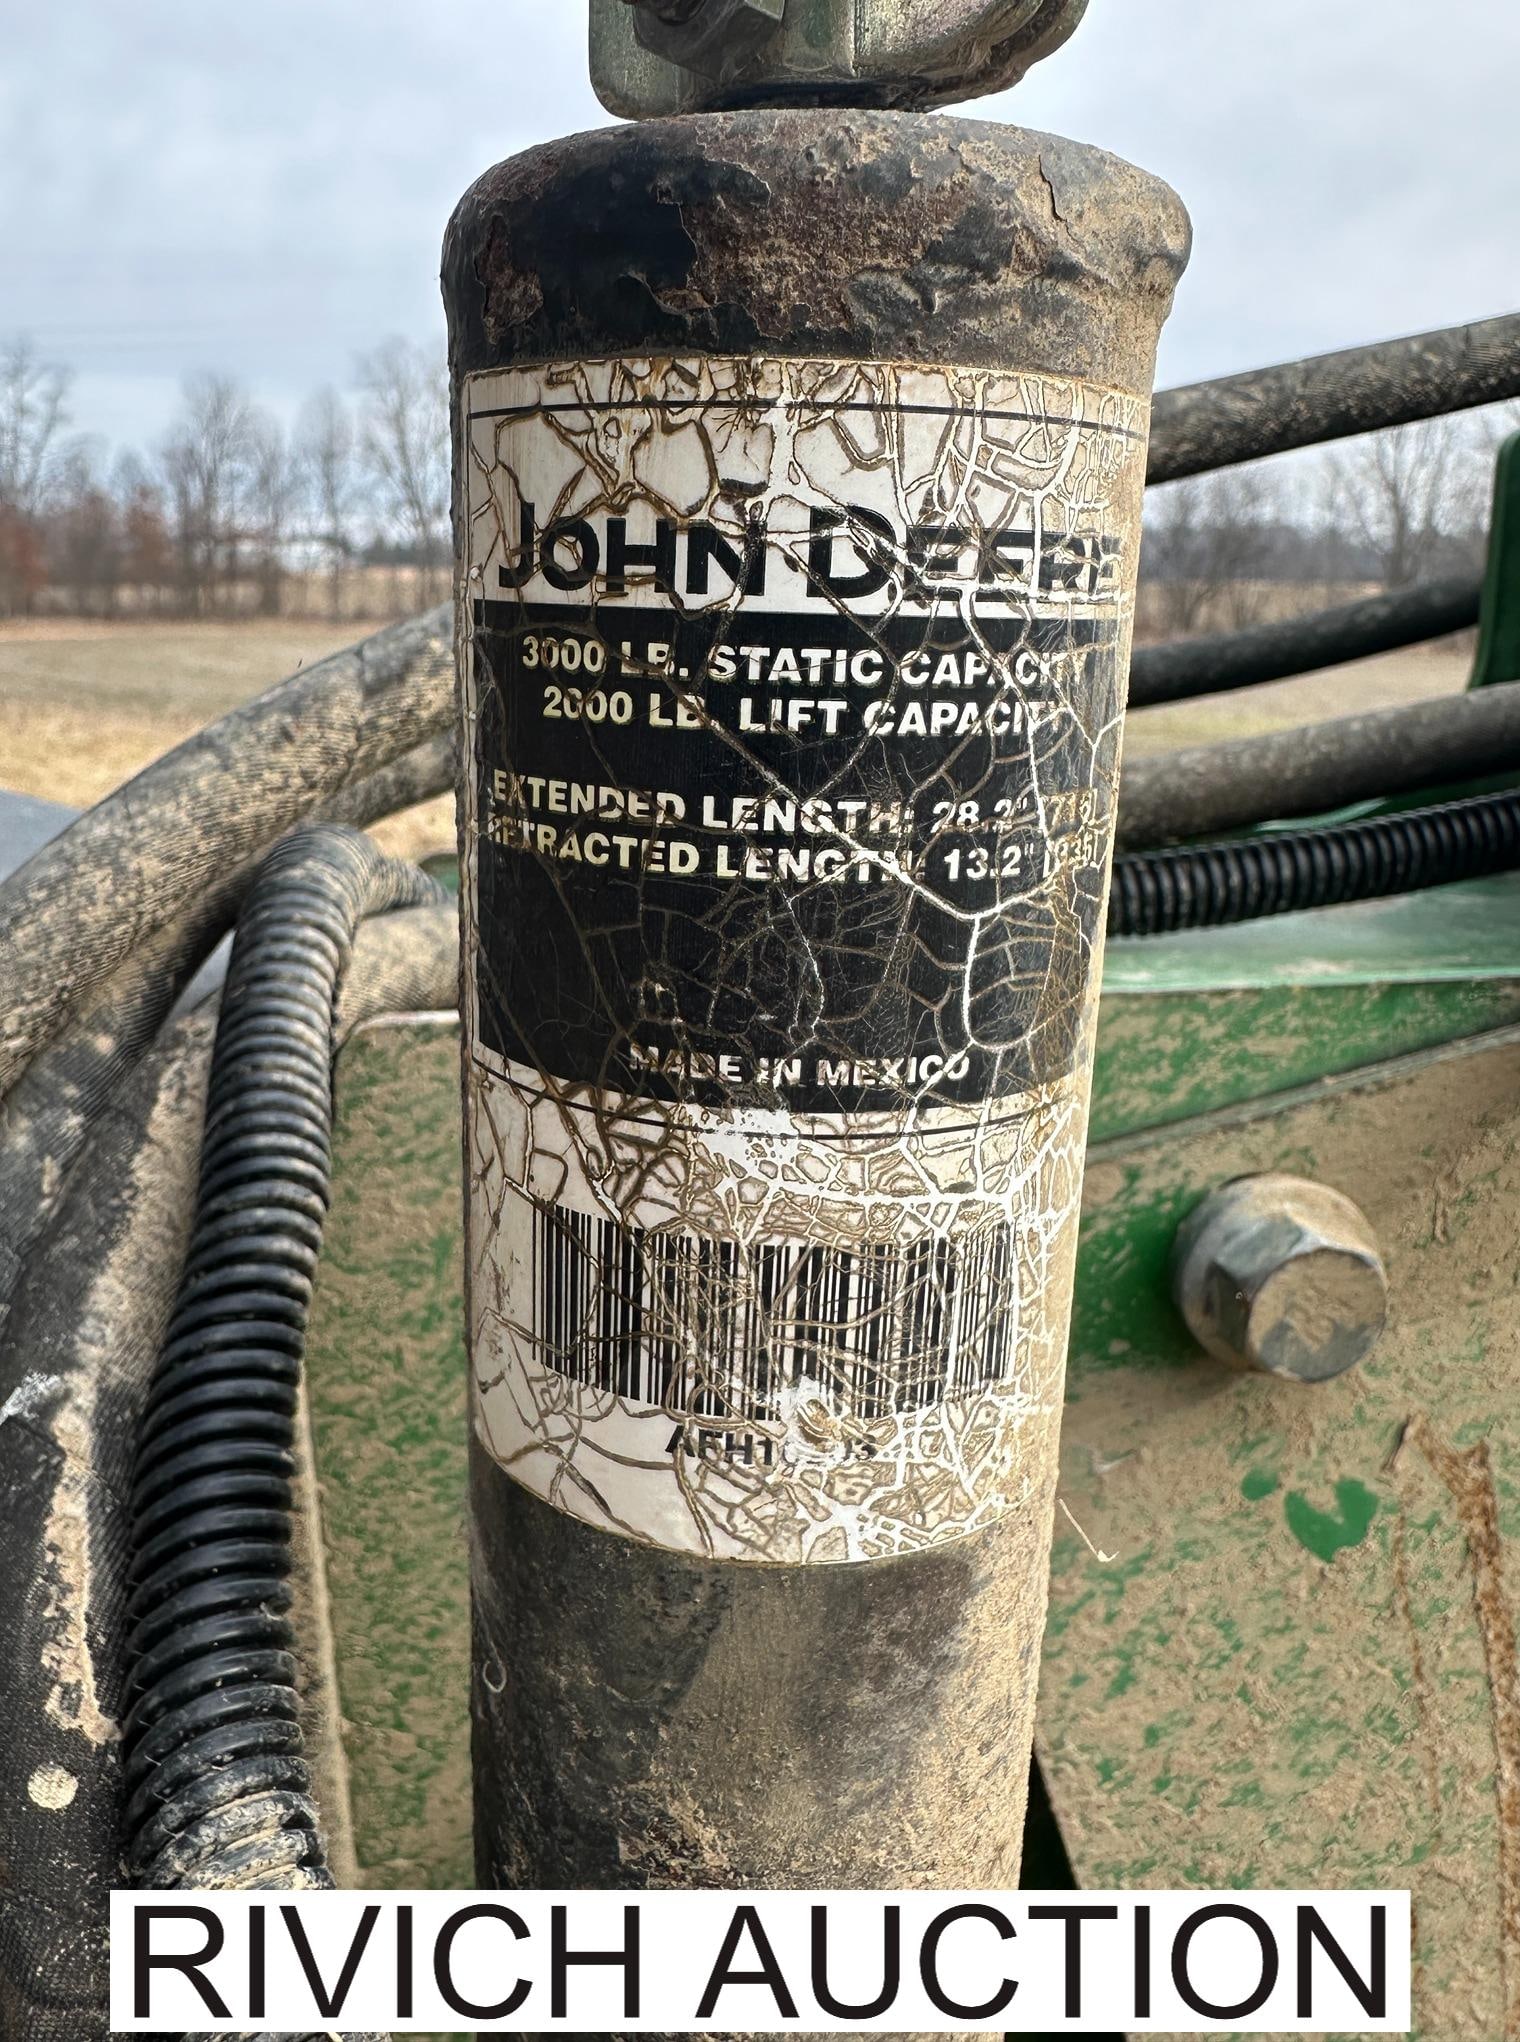 JOHN DEERE
3000 LB. STATIC CAPACITY
2000 LB. LIFT CAPACITY
EXTENDED LENGTH: 28.2"
RETRACTED LENGTH: 13.2"
MADE IN MEXICO
RIVICH AUCTION